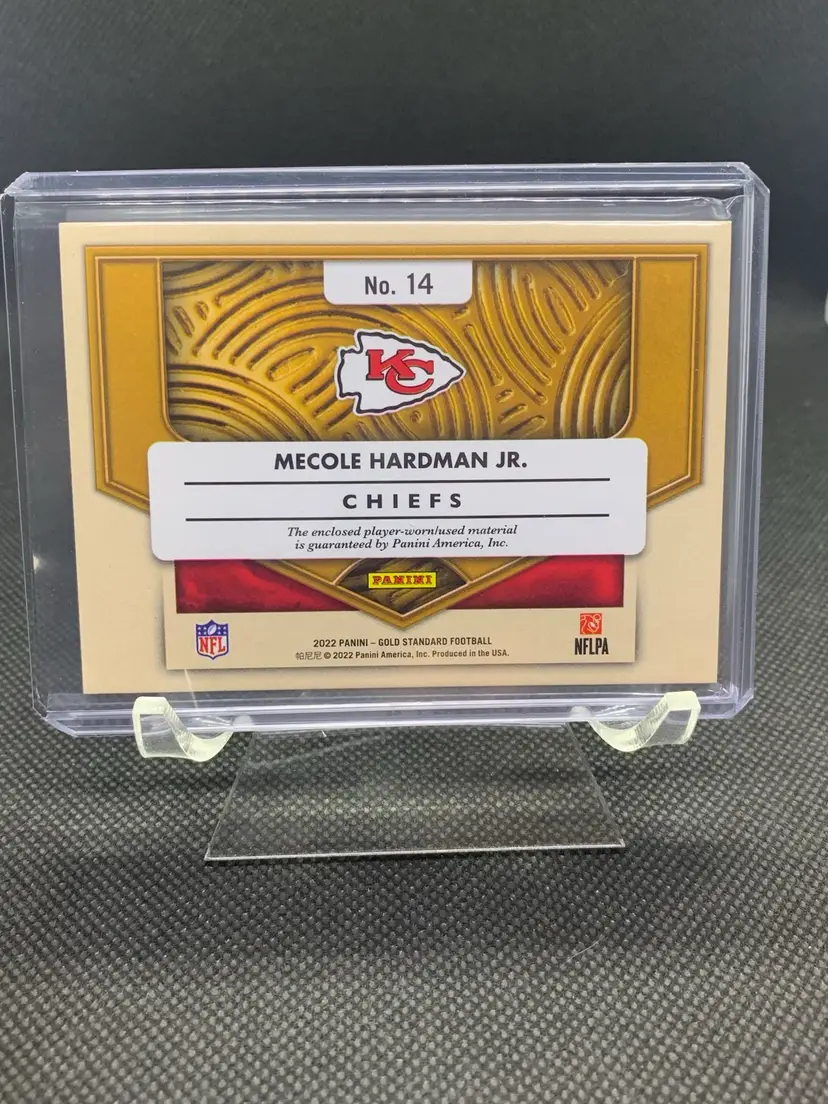 No. 14
KC
MECOLE HARDMAN JR.
CHIEFS
The enclosed player-worn/used material
is guaranteed by Panini America, Inc.
PANINI
NFL
2022 PANINI – GOLD STANDARD FOOTBALL
帕尼尼 © 2022 Panini America, Inc. Produced in the USA.
NFLPA